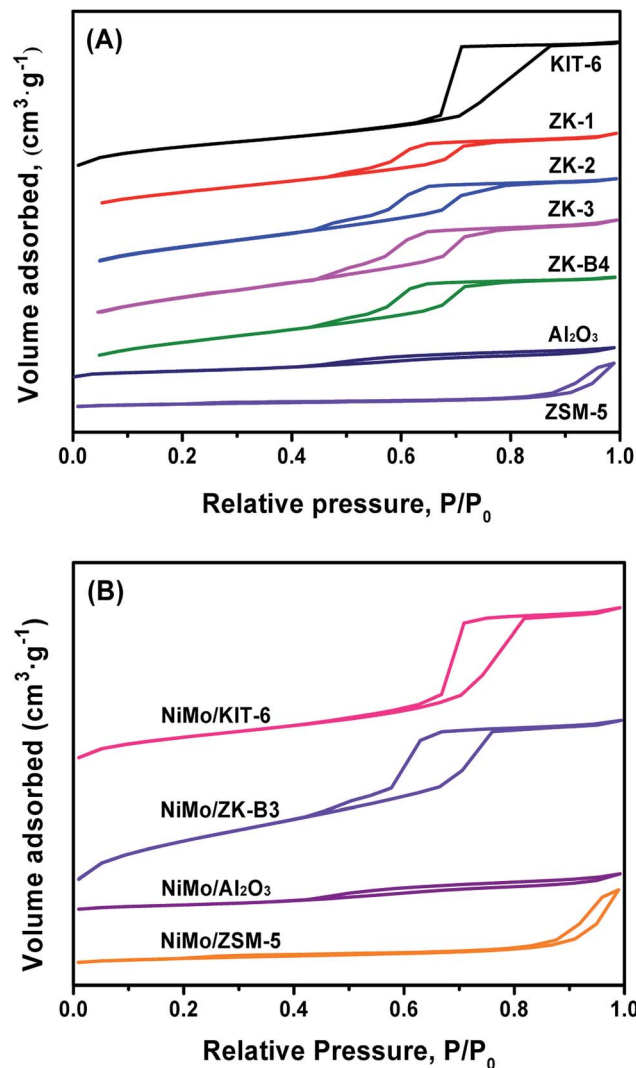 (A)
KIT-6
ZK-1
ZK-2
ZK-3
ZK-B4
Al₂O₃
ZSM-5
Volume adsorbed, (cm³·g⁻¹)
0.0 0.2 0.4 0.6 0.8 1.0
Relative pressure, P/P₀
(B)
NiMo/KIT-6
NiMo/ZK-B3
NiMo/Al₂O₃
NiMo/ZSM-5
Volume adsorbed (cm³·g⁻¹)
0.0 0.2 0.4 0.6 0.8 1.0
Relative Pressure, P/P₀